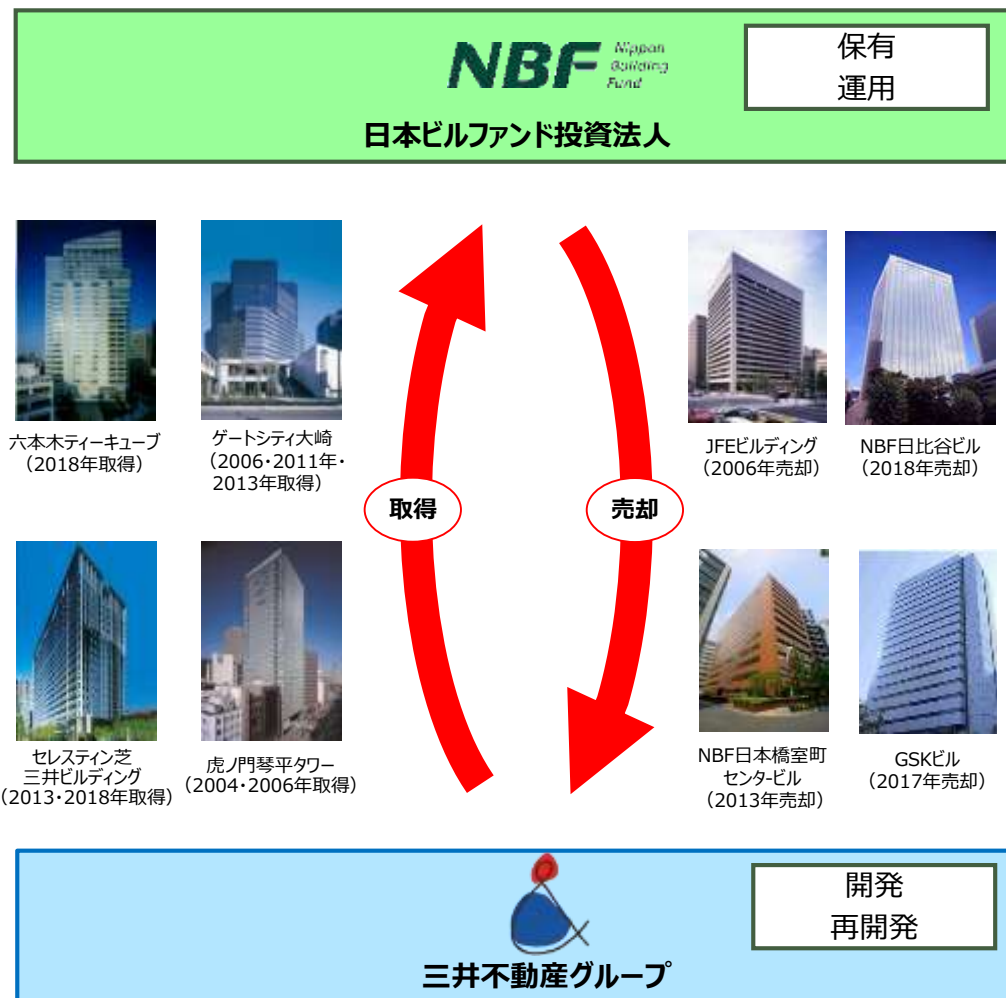 NBF
Nippon
Building
Fund
保有
運用
日本ビルファンド投資法人
六本木ティーキューブ
（2018年取得）
ゲートシティ大崎
（2006・2011年・
2013年取得）
JFEビルディング
（2006年売却）
NBF日比谷ビル
（2018年売却）
取得
売却
セレスティン芝
三井ビルディング
（2013・2018年取得）
虎ノ門琴平タワー
（2004・2006年取得）
NBF日本橋室町
センタービル
（2013年売却）
GSKビル
（2017年売却）
開発
再開発
三井不動産グループ